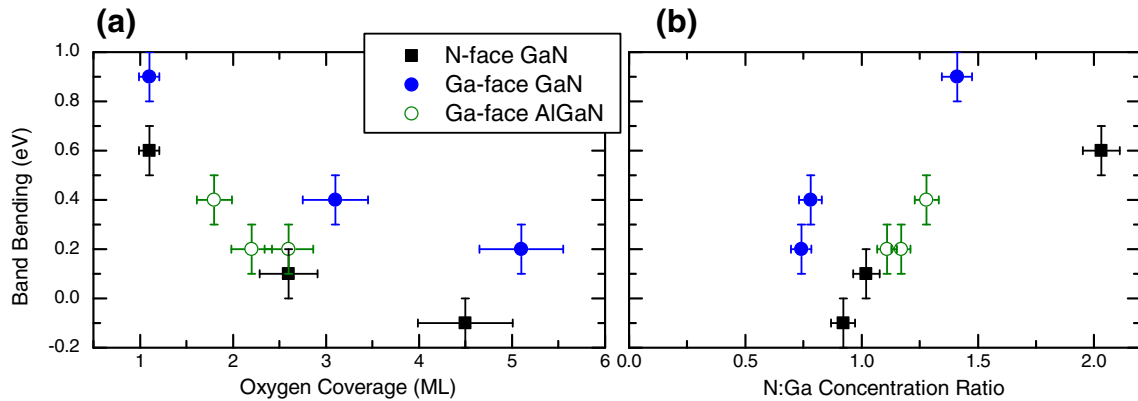 (a)
(b)
N-face GaN
Ga-face GaN
Ga-face AlGaN
1.0
0.8
0.6
0.4
0.2
0.0
-0.2
Band Bending (eV)
1 2 3 4 5 6
0.0 0.5 1.0 1.5 2.0
Oxygen Coverage (ML)
N:Ga Concentration Ratio